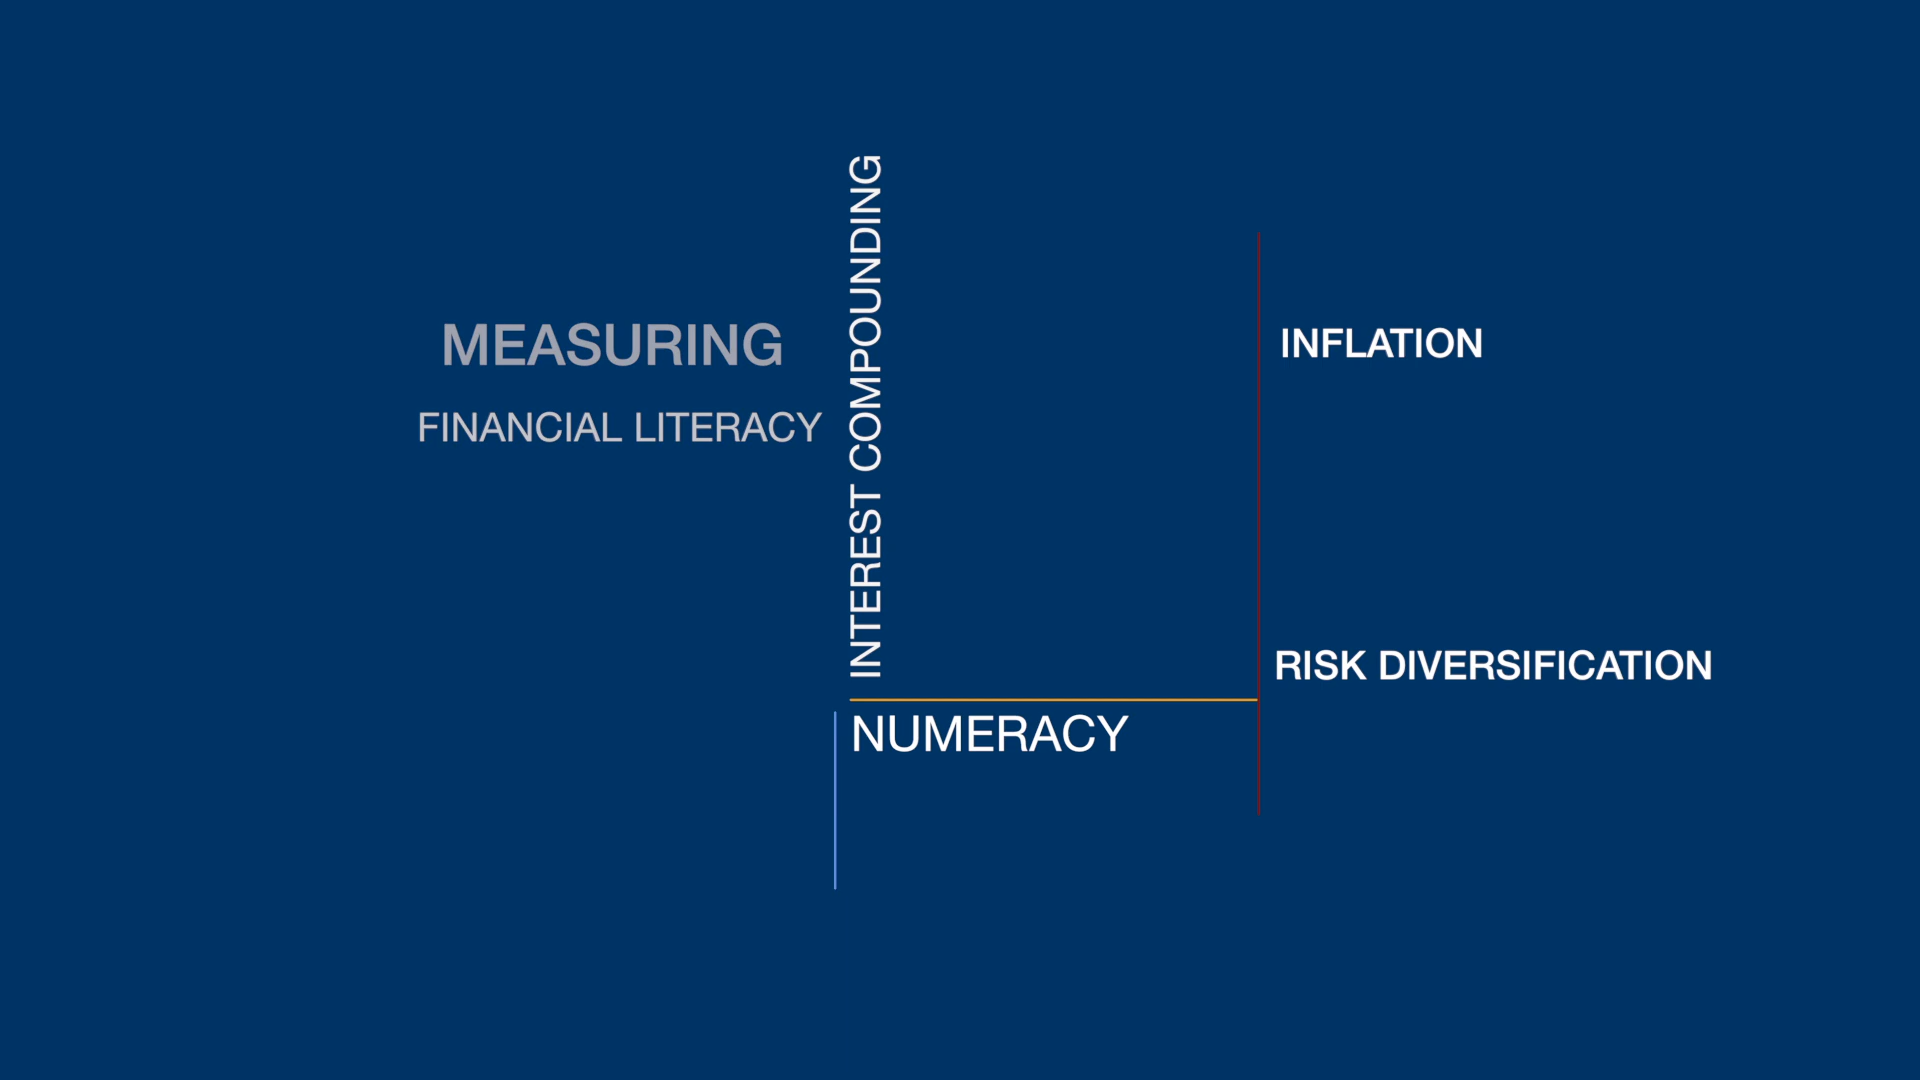 MEASURING
FINANCIAL LITERACY
INTEREST COMPOUNDING
NUMERACY
INFLATION
RISK DIVERSIFICATION